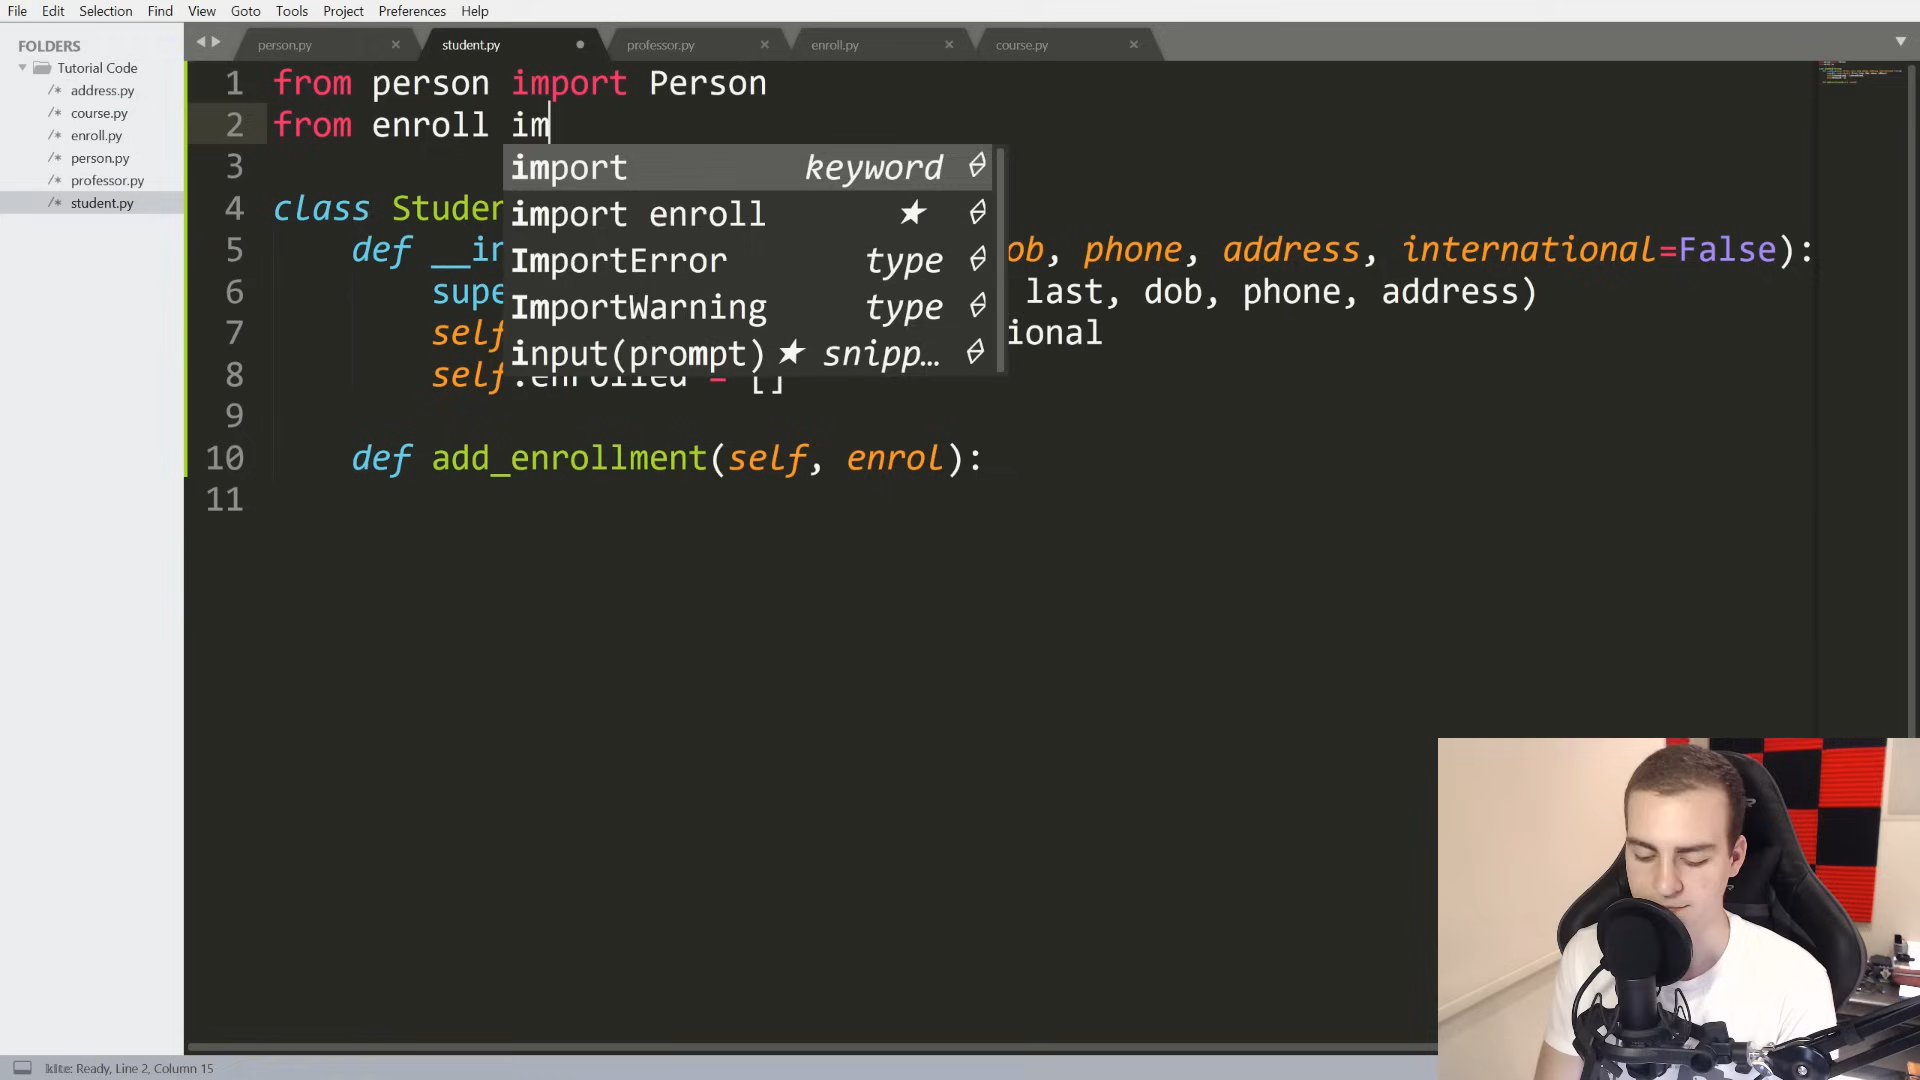 File Edit Selection Find View Goto Tools Project Preferences Help
FOLDERS
Tutorial Code
/* address.py
/* course.py
/* enroll.py
/* person.py
/* professor.py
/* student.py
person.py × student.py professor.py × enroll.py × course.py ×
1 from person import Person
2 from enroll im
import keyword
3
import enroll ★
4 class Studen
5 def __in ob, phone, address, international=False):
ImportError type
6 supe last, dob, phone, address)
ImportWarning type
7 self ional
input(prompt) ★ snipp…
8 self.enrolled = []
9
10 def add_enrollment(self, enrol):
11
kite: Ready, Line 2, Column 15